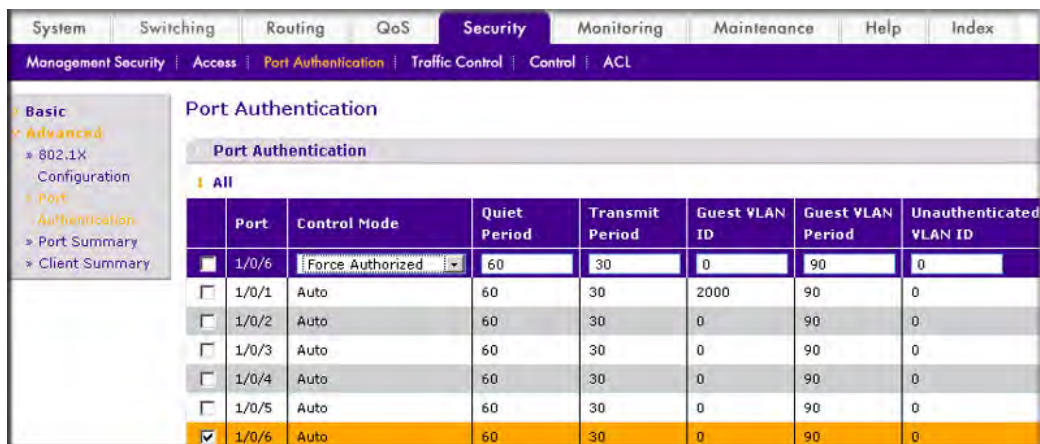 System Switching Routing QoS Security Monitoring Maintenance Help Index
Management Security Access Port Authentication Traffic Control Control ACL
Basic
Advanced
» 802.1X
Configuration
Port
Authentication
» Port Summary
» Client Summary
Port Authentication
Port Authentication
All
Port Control Mode Quiet Period Transmit Period Guest VLAN ID Guest VLAN Period Unauthenticated VLAN ID
1/0/6 Force Authorized 60 30 0 90 0
1/0/1 Auto 60 30 2000 90 0
1/0/2 Auto 60 30 0 90 0
1/0/3 Auto 60 30 0 90 0
1/0/4 Auto 60 30 0 90 0
1/0/5 Auto 60 30 0 90 0
1/0/6 Auto 60 30 0 90 0